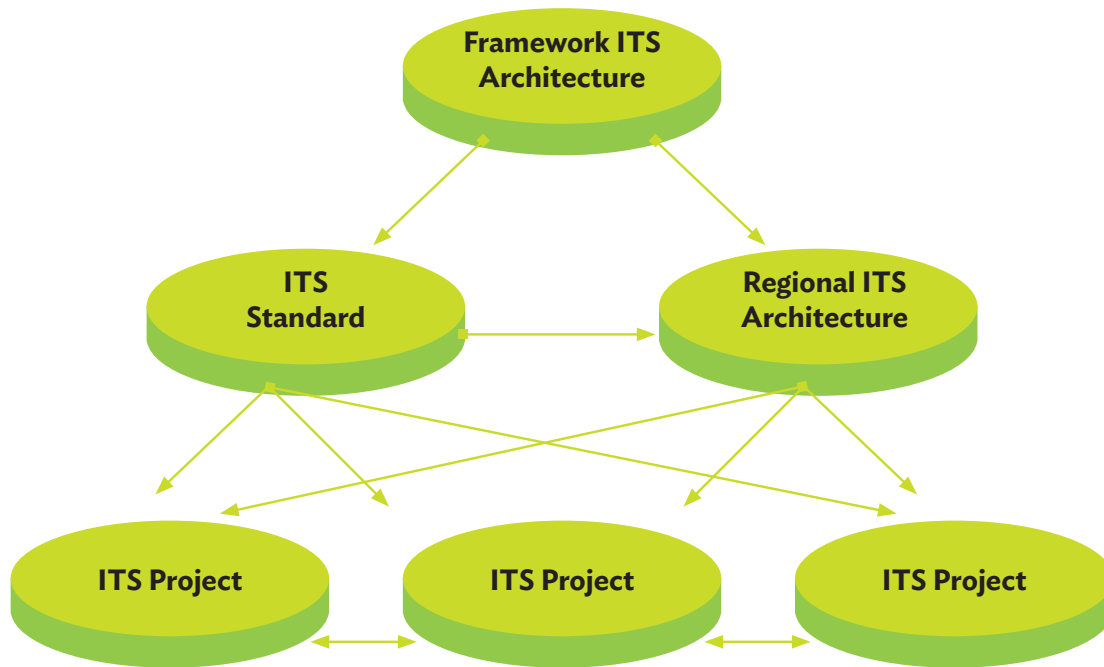 Framework ITS
Architecture
ITS
Standard
Regional ITS
Architecture
ITS Project
ITS Project
ITS Project